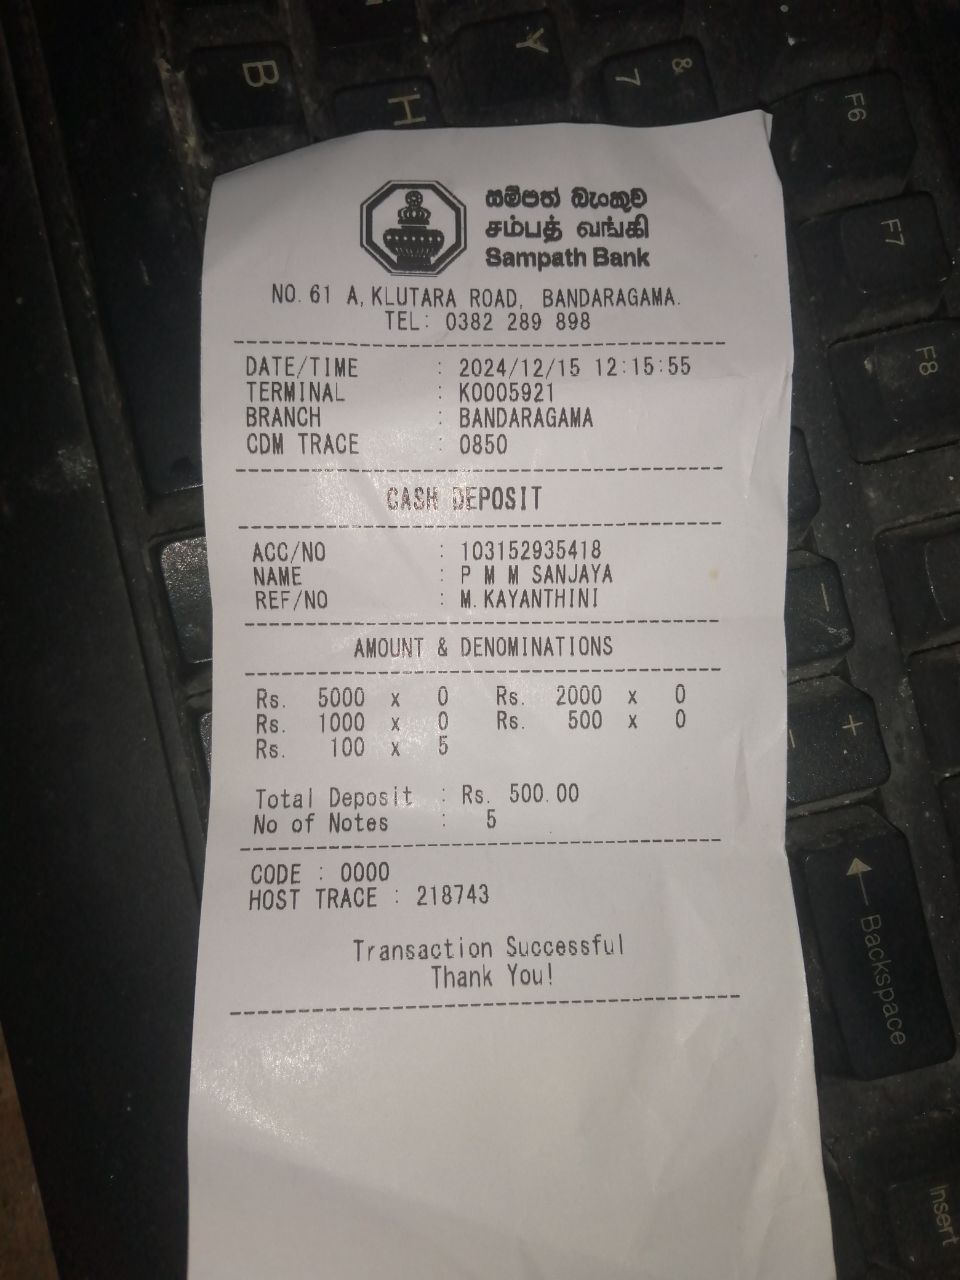 සම්පත් බැංකුව
சம்பத் வங்கி
Sampath Bank
NO. 61 A, KLUTARA ROAD, BANDARAGAMA.
TEL: 0382 289 898
DATE/TIME : 2024/12/15 12:15:55
TERMINAL : K0005921
BRANCH : BANDARAGAMA
CDM TRACE : 0850
CASH DEPOSIT
ACC/NO : 103152935418
NAME : P M M SANJAYA
REF/NO : M.KAYANTHINI
AMOUNT & DENOMINATIONS
Rs. 5000 x 0 Rs. 2000 x 0
Rs. 1000 x 0 Rs. 500 x 0
Rs. 100 x 5
Total Deposit : Rs. 500.00
No of Notes : 5
CODE : 0000
HOST TRACE : 218743
Transaction Successful
Thank You!
B
H
Y
& 7
F6
F7
F8
-
+
Backspace
Insert